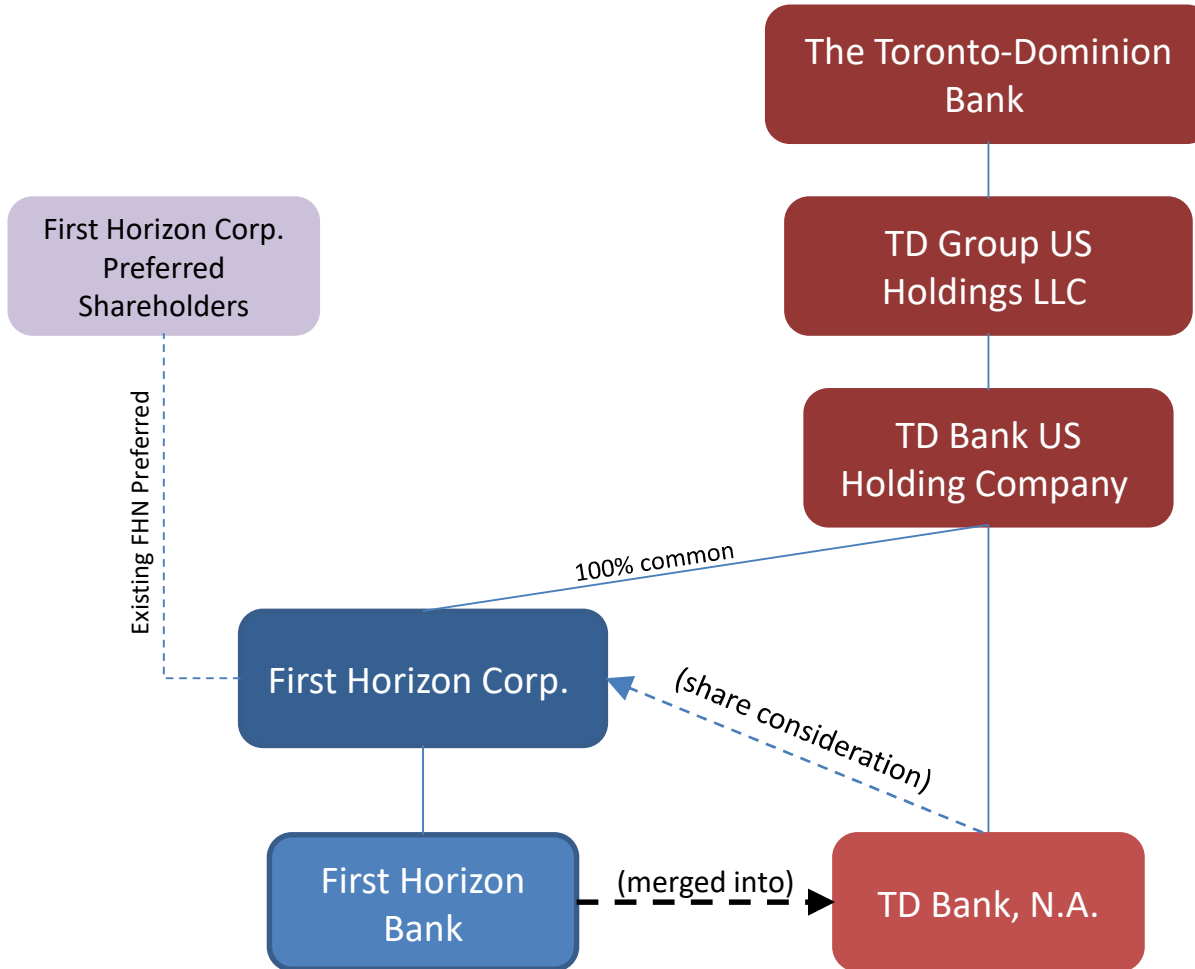 The Toronto-Dominion
Bank
First Horizon Corp.
Preferred
Shareholders
TD Group US
Holdings LLC
TD Bank US
Holding Company
Existing FHN Preferred
100% common
First Horizon Corp.
(share consideration)
First Horizon
Bank
(merged into)
TD Bank, N.A.